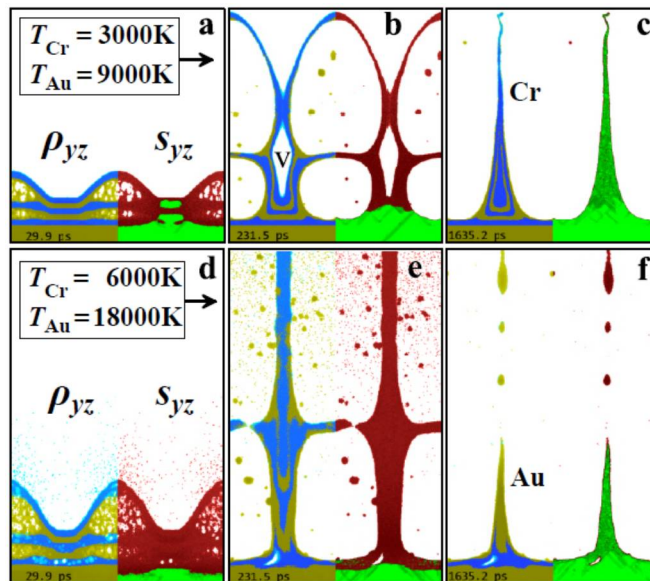 a
T_Cr = 3000K
T_Au = 9000K
ρ_yz
s_yz
29.9 ps
b
V
231.5 ps
c
Cr
1635.2 ps
d
T_Cr = 6000K
T_Au = 18000K
ρ_yz
s_yz
29.9 ps
e
231.5 ps
f
Au
1635.2 ps